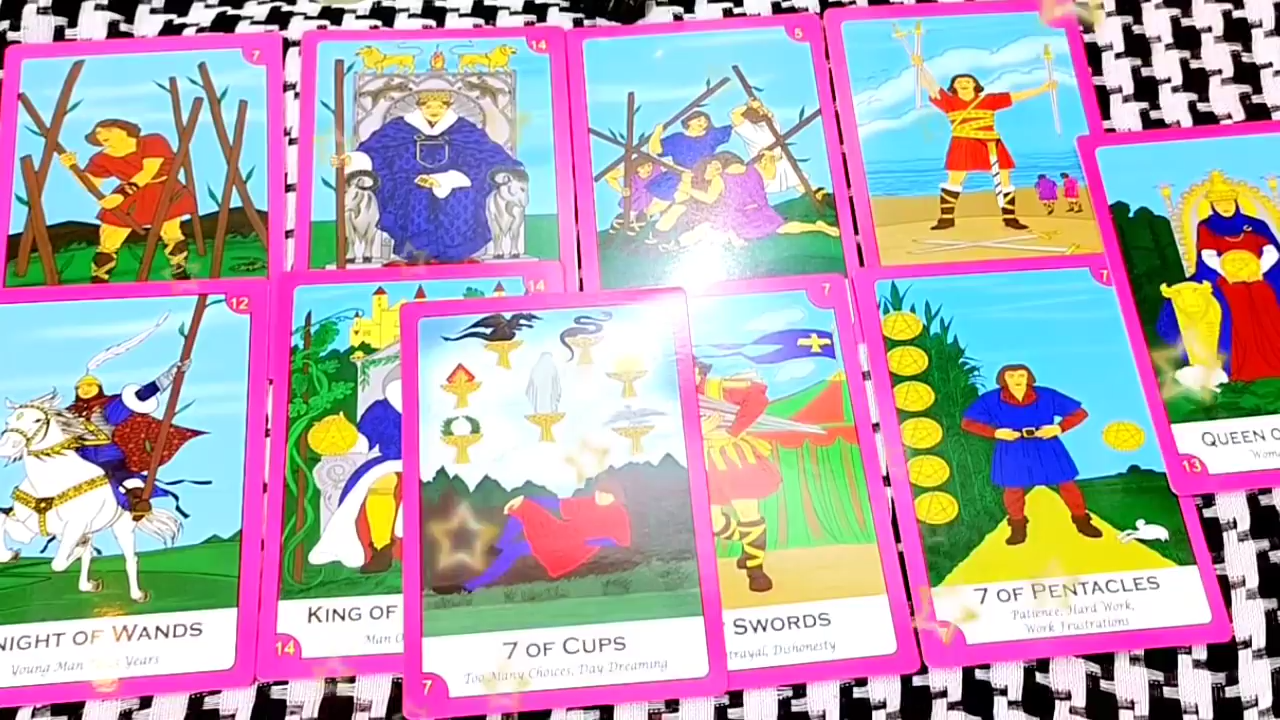 7
14
5
12
14
7
7
NIGHT OF WANDS
Young Man Years
KING OF
Man
14
7 OF CUPS
Too Many Choices, Day Dreaming
7
SWORDS
trayal, Dishonesty
7 OF PENTACLES
Patience, Hard Work,
Work Frustrations
7
QUEEN
13